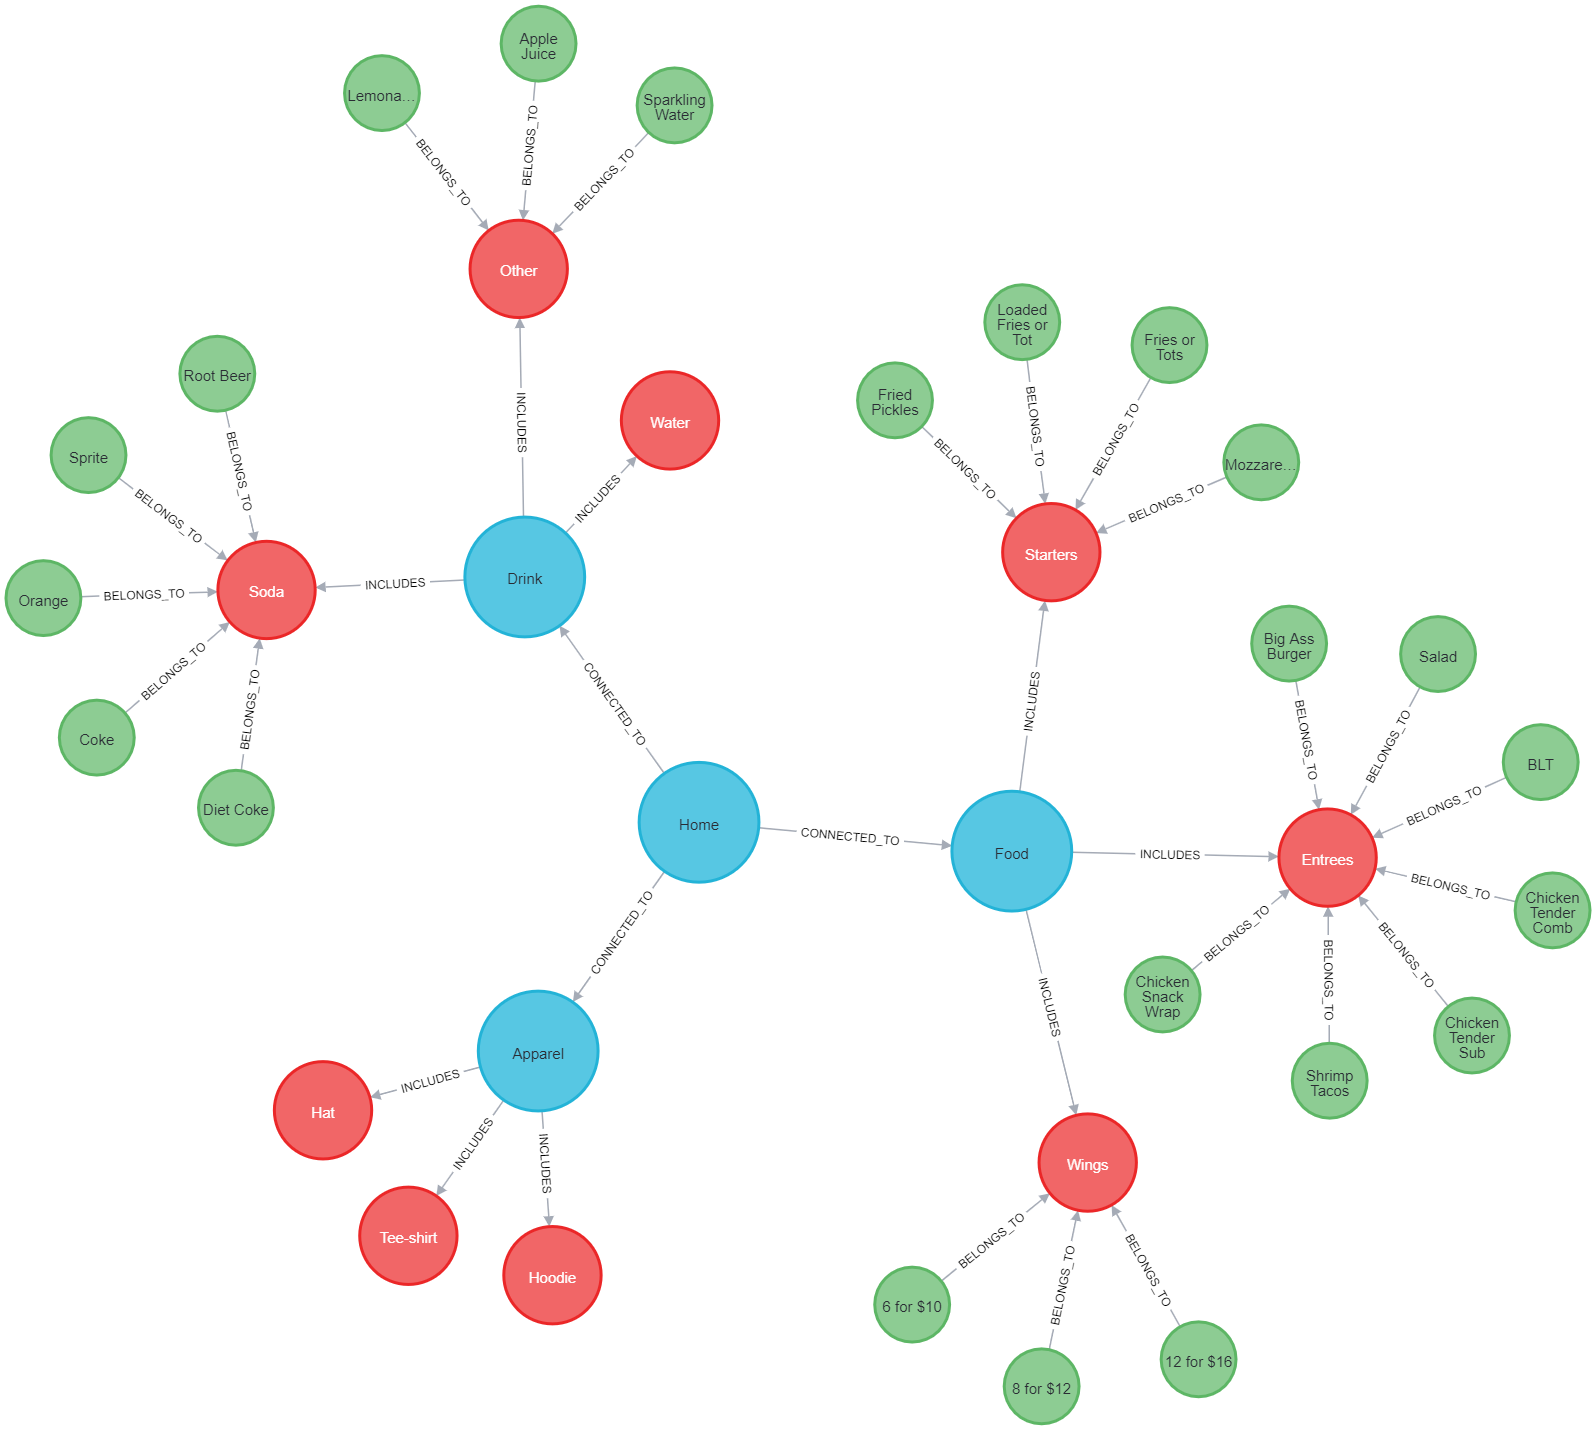 Apple
Juice
Lemona...
Sparkling
Water
BELONGS_TO
BELONGS_TO
BELONGS_TO
Other
INCLUDES
Root Beer
Sprite
Orange
Coke
Diet Coke
BELONGS_TO
BELONGS_TO
BELONGS_TO
BELONGS_TO
BELONGS_TO
Soda
INCLUDES
Water
INCLUDES
Drink
CONNECTED_TO
Home
CONNECTED_TO
Food
CONNECTED_TO
Apparel
INCLUDES
Hat
INCLUDES
Tee-shirt
INCLUDES
Hoodie
Loaded
Fries or
Tot
Fries or
Tots
Fried
Pickles
Mozzare...
BELONGS_TO
BELONGS_TO
BELONGS_TO
BELONGS_TO
Starters
INCLUDES
INCLUDES
Entrees
Big Ass
Burger
Salad
BLT
Chicken
Tender
Comb
Chicken
Tender
Sub
Shrimp
Tacos
Chicken
Snack
Wrap
BELONGS_TO
BELONGS_TO
BELONGS_TO
BELONGS_TO
BELONGS_TO
BELONGS_TO
BELONGS_TO
INCLUDES
Wings
BELONGS_TO
BELONGS_TO
BELONGS_TO
6 for $10
8 for $12
12 for $16